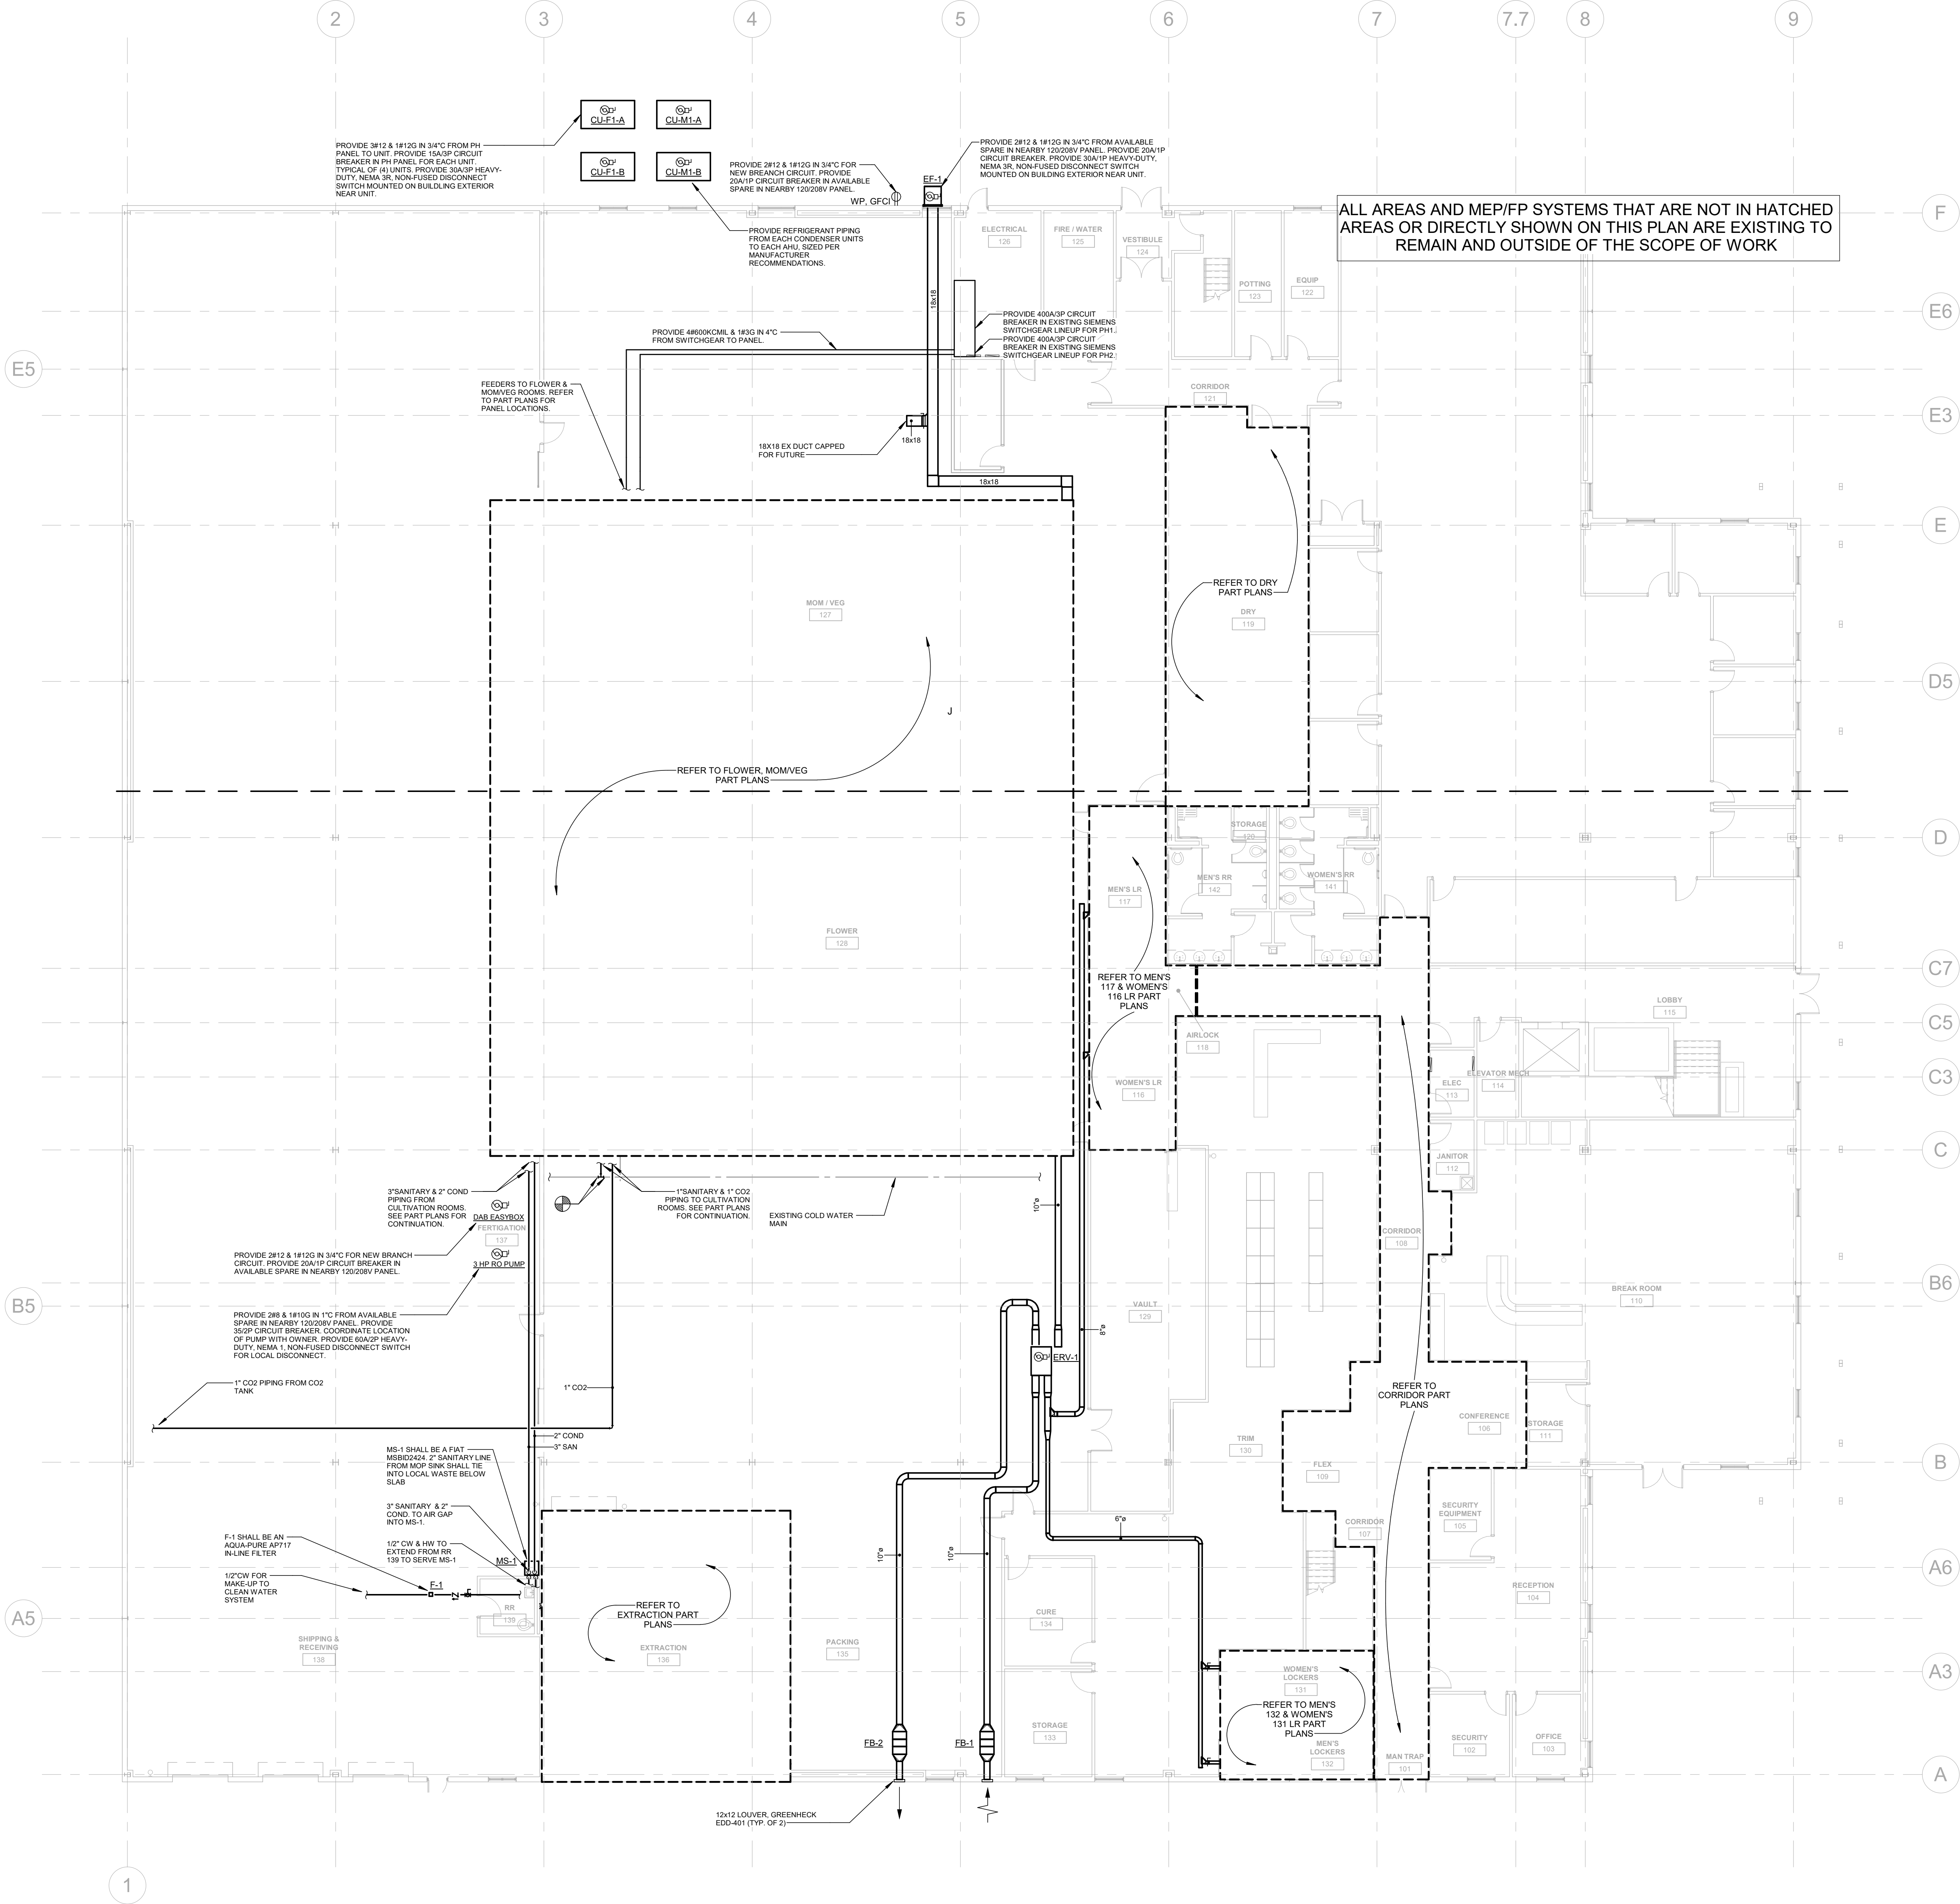 2
3
4
5
6
7
7.7
8
9
CU-F1-A
CU-M1-A
CU-F1-B
CU-M1-B
PROVIDE 3#12 & 1#12G IN 3/4"C FROM PH
PANEL TO UNIT. PROVIDE 15A/3P CIRCUIT
BREAKER IN PH PANEL FOR EACH UNIT.
TYPICAL OF (4) UNITS. PROVIDE 30A/3P HEAVY-
DUTY, NEMA 3R, NON-FUSED DISCONNECT
SWITCH MOUNTED ON BUILDLING EXTERIOR
NEAR UNIT.
PROVIDE 2#12 & 1#12G IN 3/4"C FOR
NEW BREANCH CIRCUIT. PROVIDE
20A/1P CIRCUIT BREAKER IN AVAILABLE
SPARE IN NEARBY 120/208V PANEL.
WP, GFCI
EF-1
PROVIDE 2#12 & 1#12G IN 3/4"C FROM AVAILABLE
SPARE IN NEARBY 120/208V PANEL. PROVIDE 20A/1P
CIRCUIT BREAKER. PROVIDE 30A/1P HEAVY-DUTY,
NEMA 3R, NON-FUSED DISCONNECT SWITCH
MOUNTED ON BUILDING EXTERIOR NEAR UNIT.
PROVIDE REFRIGERANT PIPING
FROM EACH CONDENSER UNITS
TO EACH AHU, SIZED PER
MANUFACTURER
RECOMMENDATIONS.
ALL AREAS AND MEP/FP SYSTEMS THAT ARE NOT IN HATCHED
AREAS OR DIRECTLY SHOWN ON THIS PLAN ARE EXISTING TO
REMAIN AND OUTSIDE OF THE SCOPE OF WORK
F
ELECTRICAL
126
FIRE / WATER
125
VESTIBULE
124
POTTING
123
EQUIP
122
18x18
E6
PROVIDE 400A/3P CIRCUIT
BREAKER IN EXISTING SIEMENS
SWITCHGEAR LINEUP FOR PH1.
PROVIDE 400A/3P CIRCUIT
BREAKER IN EXISTING SIEMENS
SWITCHGEAR LINEUP FOR PH2.
PROVIDE 4#600KCMIL & 1#3G IN 4"C
FROM SWITCHGEAR TO PANEL.
E5
FEEDERS TO FLOWER &
MOM/VEG ROOMS. REFER
TO PART PLANS FOR
PANEL LOCATIONS.
CORRIDOR
121
E3
18x18
18X18 EX DUCT CAPPED
FOR FUTURE
18x18
E
REFER TO DRY
PART PLANS
DRY
119
MOM / VEG
127
D5
J
REFER TO FLOWER, MOM/VEG
PART PLANS
STORAGE
120
D
MEN'S RR
142
WOMEN'S RR
141
MEN'S LR
117
FLOWER
128
C7
REFER TO MEN'S
117 & WOMEN'S
116 LR PART
PLANS
LOBBY
115
C5
AIRLOCK
118
ELEVATOR MECH
114
ELEC
113
C3
WOMEN'S LR
116
C
JANITOR
112
3"SANITARY & 2" COND
PIPING FROM
CULTIVATION ROOMS.
SEE PART PLANS FOR
CONTINUATION.
DAB EASYBOX
FERTIGATION
137
3 HP RO PUMP
1"SANITARY & 1" CO2
PIPING TO CULTIVATION
ROOMS. SEE PART PLANS
FOR CONTINUATION.
EXISTING COLD WATER
MAIN
10"ø
CORRIDOR
108
PROVIDE 2#12 & 1#12G IN 3/4"C FOR NEW BRANCH
CIRCUIT. PROVIDE 20A/1P CIRCUIT BREAKER IN
AVAILABLE SPARE IN NEARBY 120/208V PANEL.
B6
BREAK ROOM
110
B5
PROVIDE 2#8 & 1#10G IN 1"C FROM AVAILABLE
SPARE IN NEARBY 120/208V PANEL. PROVIDE
35/2P CIRCUIT BREAKER. COORDINATE LOCATION
OF PUMP WITH OWNER. PROVIDE 60A/2P HEAVY-
DUTY, NEMA 1, NON-FUSED DISCONNECT SWITCH
FOR LOCAL DISCONNECT.
VAULT
129
8"ø
ERV-1
1" CO2 PIPING FROM CO2
TANK
1" CO2
REFER TO
CORRIDOR PART
PLANS
CONFERENCE
106
STORAGE
111
2" COND
3" SAN
TRIM
130
B
MS-1 SHALL BE A FIAT
MSBID2424. 2" SANITARY LINE
FROM MOP SINK SHALL TIE
INTO LOCAL WASTE BELOW
SLAB
FLEX
109
SECURITY
EQUIPMENT
105
3" SANITARY & 2"
COND. TO AIR GAP
INTO MS-1.
6"ø
CORRIDOR
107
F-1 SHALL BE AN
AQUA-PURE AP717
IN-LINE FILTER
1/2" CW & HW TO
EXTEND FROM RR
139 TO SERVE MS-1
MS-1
10"ø
10"ø
A6
1/2"CW FOR
MAKE-UP TO
CLEAN WATER
SYSTEM
F-1
RECEPTION
104
RR
139
REFER TO
EXTRACTION PART
PLANS
CURE
134
A5
SHIPPING &
RECEIVING
138
EXTRACTION
136
PACKING
135
A3
WOMEN'S
LOCKERS
131
REFER TO MEN'S
132 & WOMEN'S
131 LR PART
PLANS
FB-2
FB-1
STORAGE
133
MEN'S
LOCKERS
132
MAN TRAP
101
SECURITY
102
OFFICE
103
A
12x12 LOUVER, GREENHECK
EDD-401 (TYP. OF 2)
1